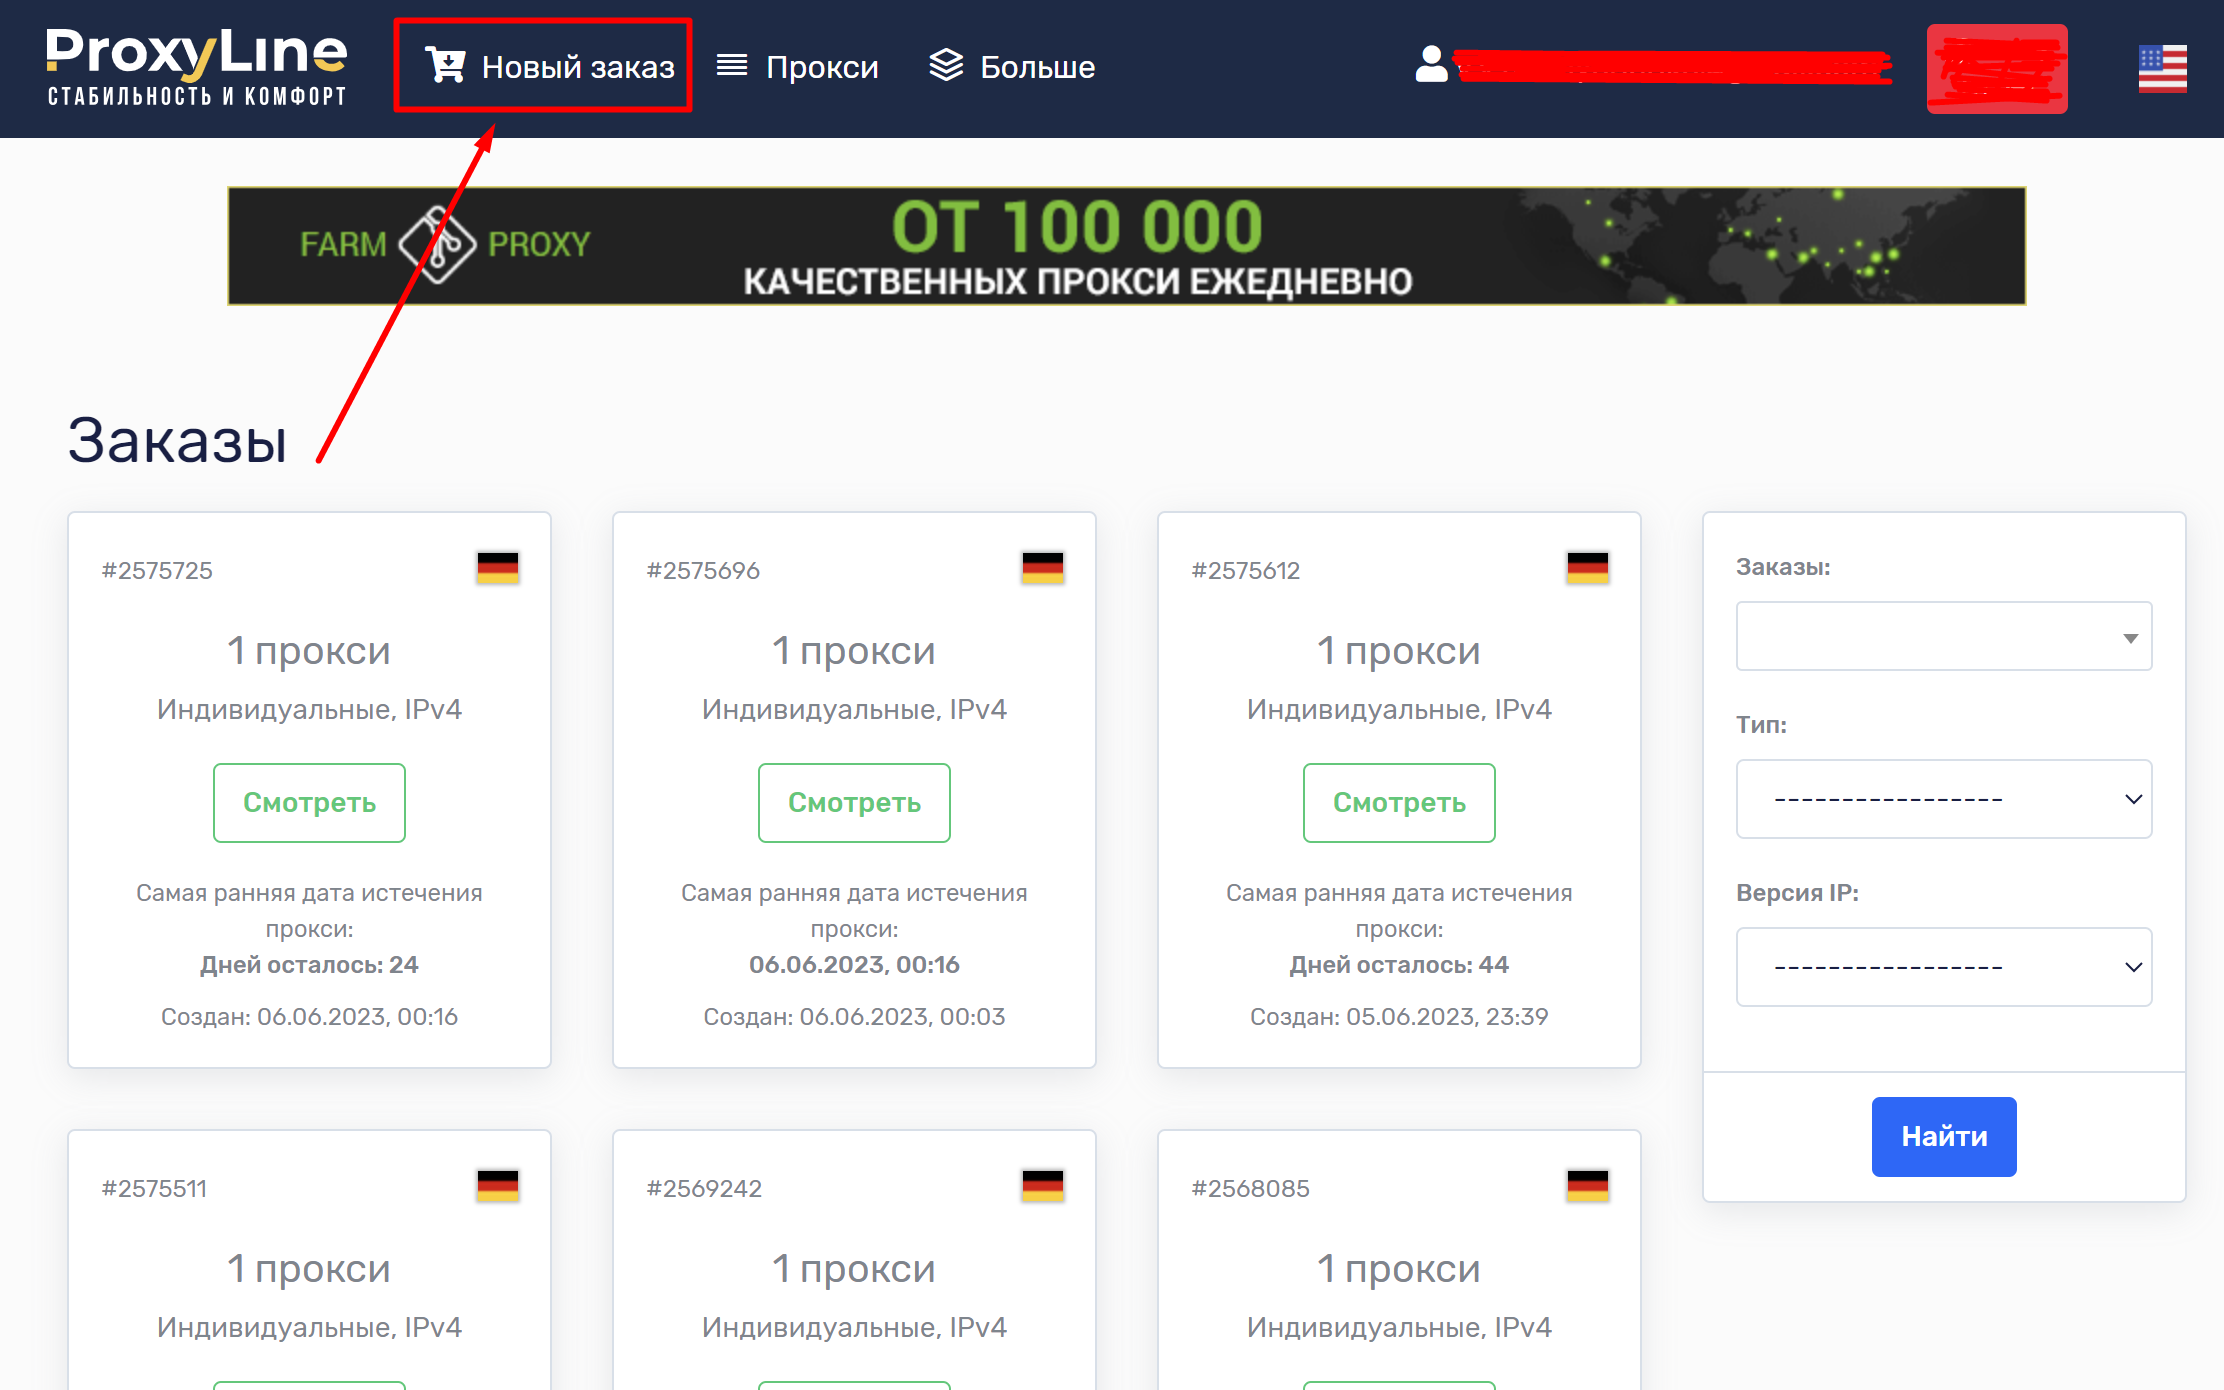 ProxyLine
СТАБИЛЬНОСТЬ И КОМФОРТ
Новый заказ
Прокси
Больше
FARM PROXY
ОТ 100 000
КАЧЕСТВЕННЫХ ПРОКСИ ЕЖЕДНЕВНО
Заказы
#2575725
1 прокси
Индивидуальные, IPv4
Смотреть
Самая ранняя дата истечения
прокси:
Дней осталось: 24
Создан: 06.06.2023, 00:16
#2575696
1 прокси
Индивидуальные, IPv4
Смотреть
Самая ранняя дата истечения
прокси:
06.06.2023, 00:16
Создан: 06.06.2023, 00:03
#2575612
1 прокси
Индивидуальные, IPv4
Смотреть
Самая ранняя дата истечения
прокси:
Дней осталось: 44
Создан: 05.06.2023, 23:39
Заказы:
Тип:
-----------------
Версия IP:
-----------------
Найти
#2575511
1 прокси
Индивидуальные, IPv4
#2569242
1 прокси
Индивидуальные, IPv4
#2568085
1 прокси
Индивидуальные, IPv4